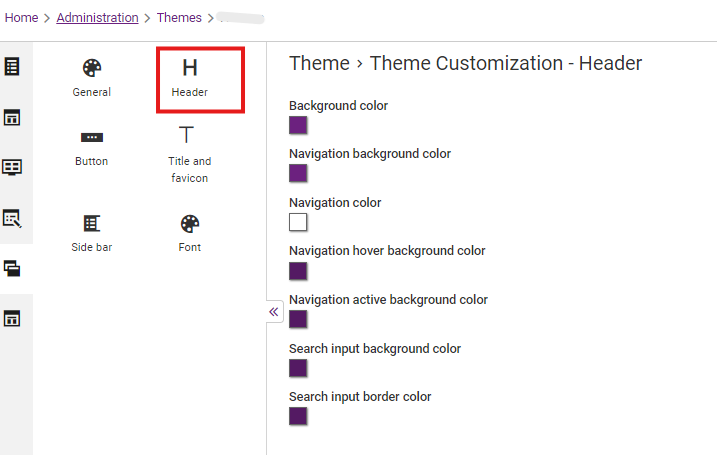 Home > Administration > Themes >
General
H
Header
Button
T
Title and
favicon
Side bar
Font
Theme › Theme Customization - Header
Background color
Navigation background color
Navigation color
Navigation hover background color
Navigation active background color
«
Search input background color
Search input border color